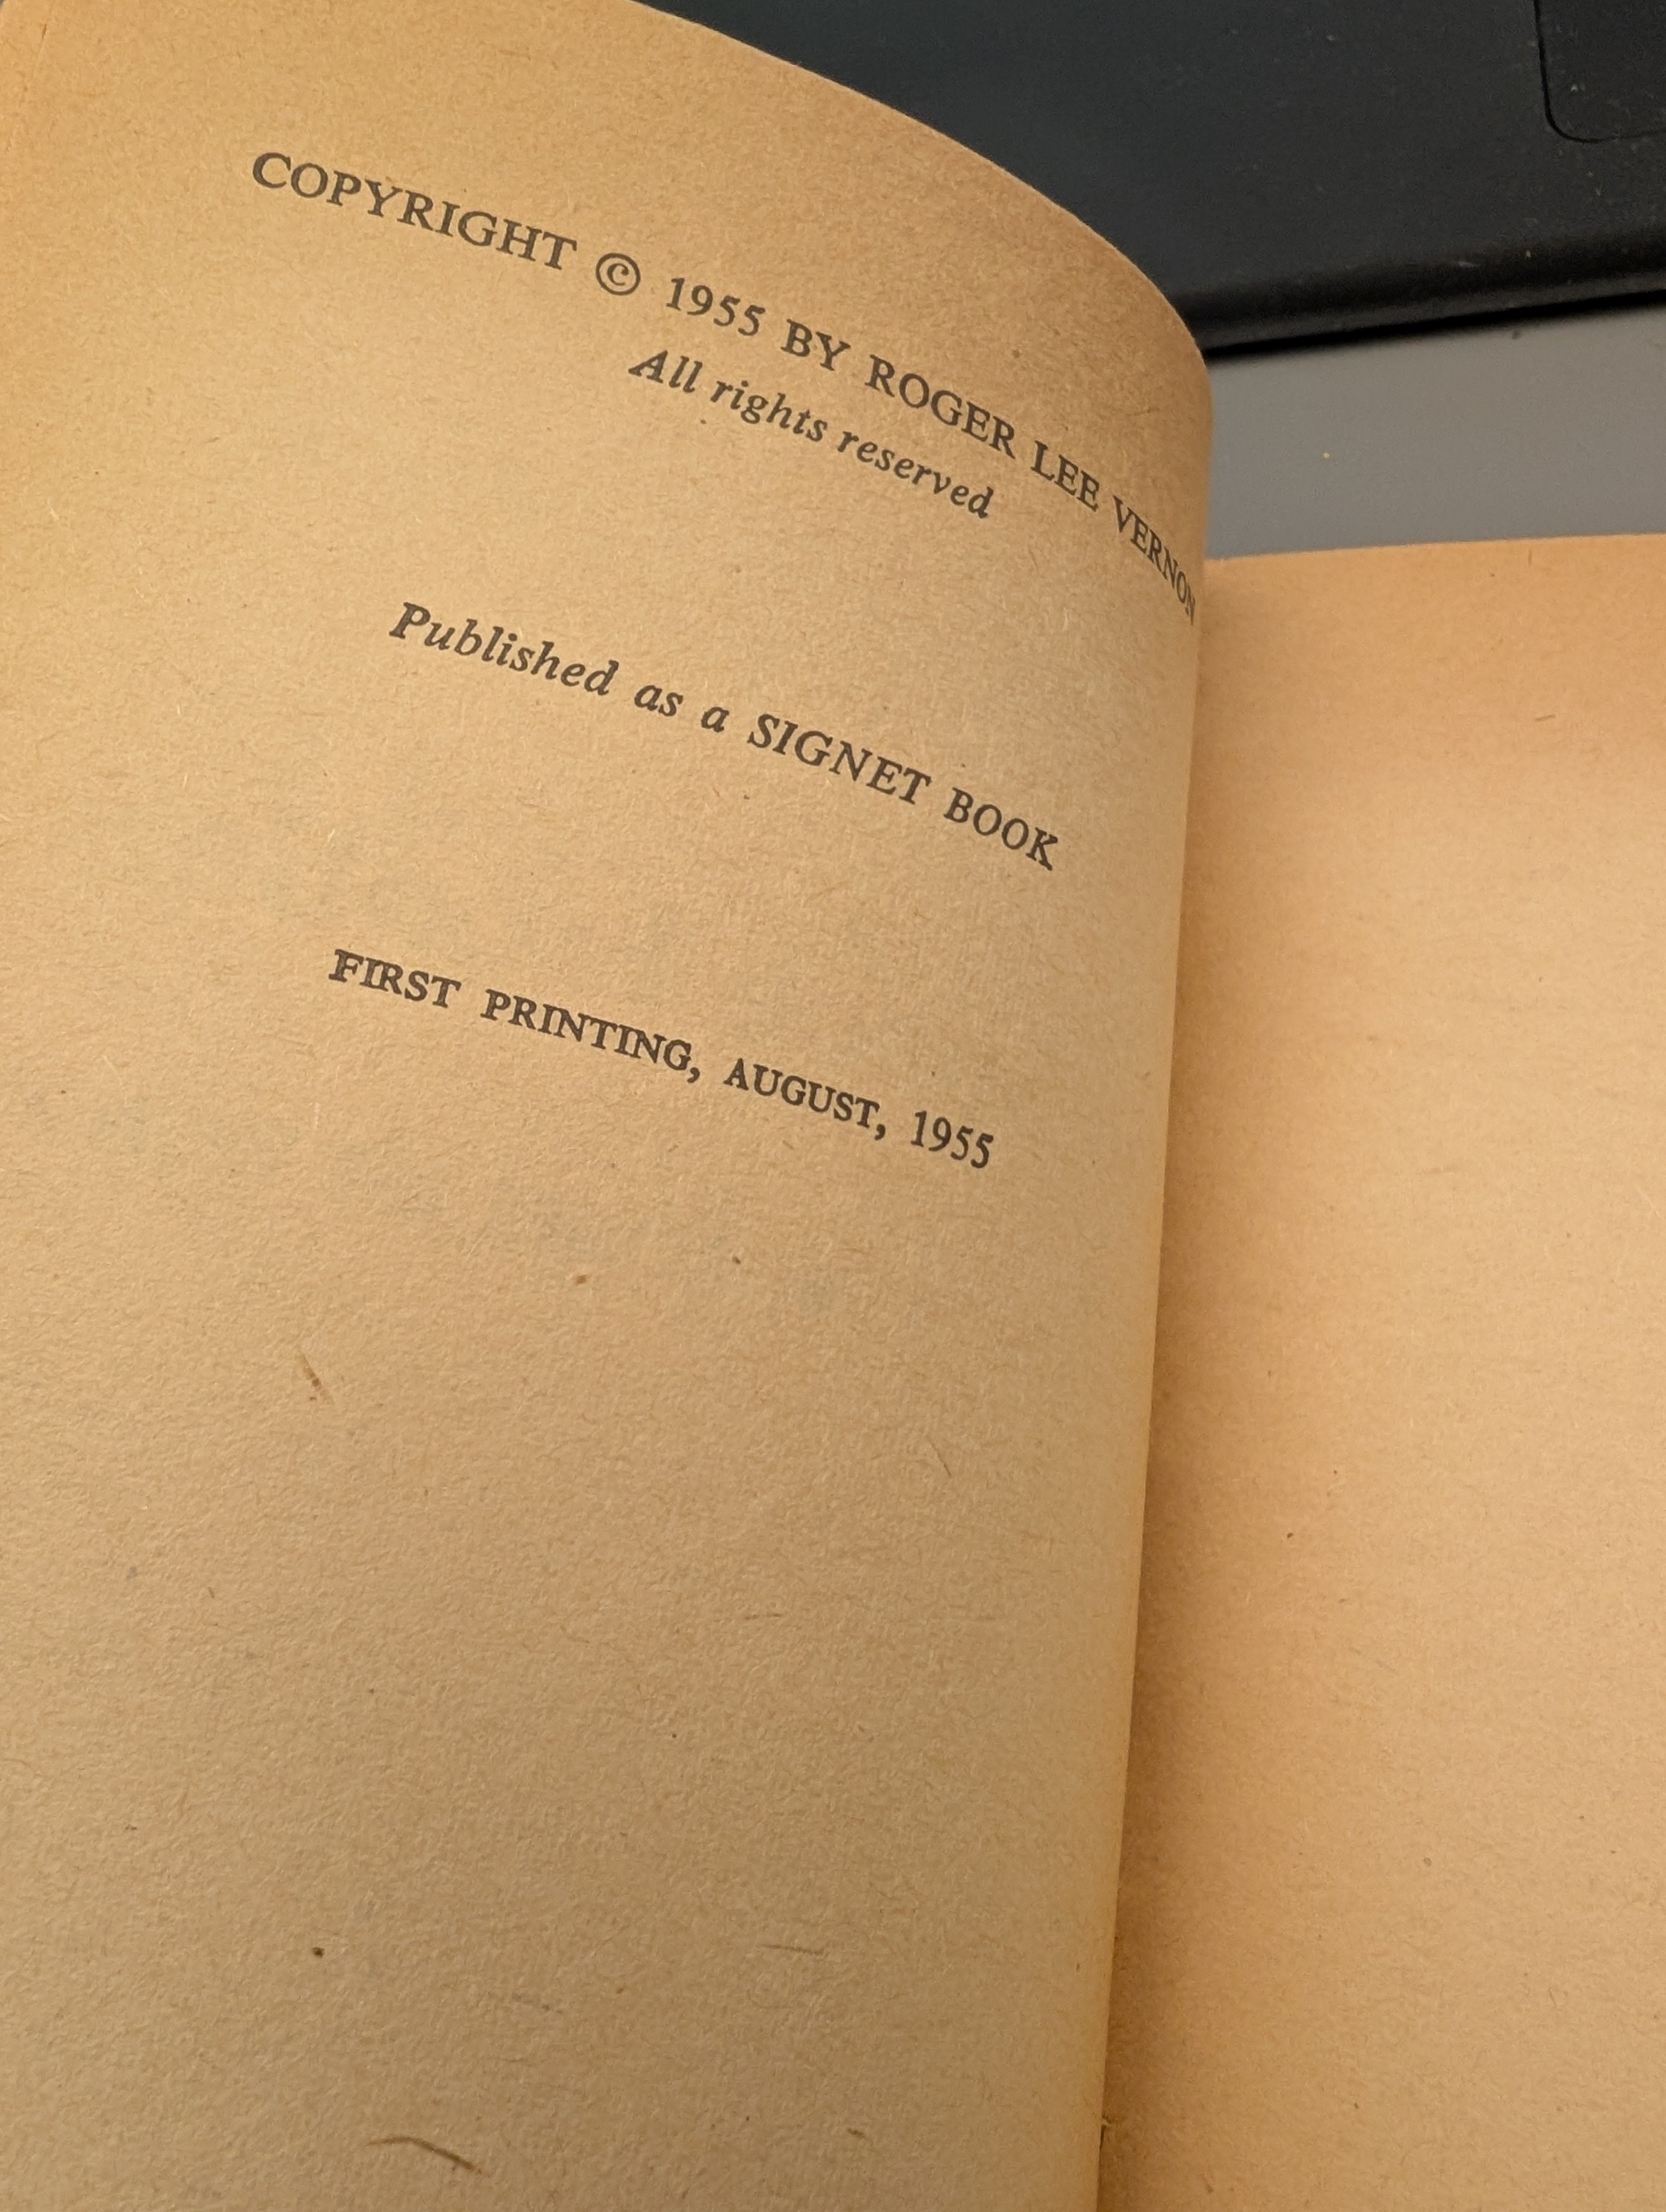 COPYRIGHT © 1955 BY ROGER LEE VERNON
All rights reserved
Published as a SIGNET BOOK
FIRST PRINTING, AUGUST, 1955